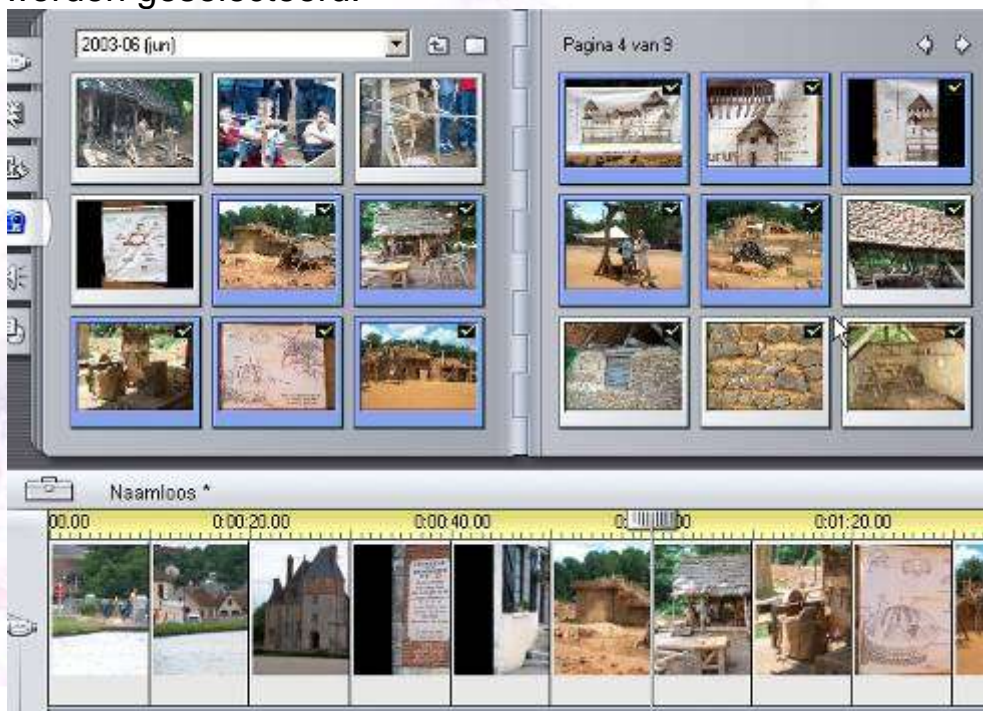 worden geselecteerd.
2003-06 (jun)
Pagina 4 van 9
Naamloos *
00.00 0:00:20.00 0:00:40.00 0:01:20.00